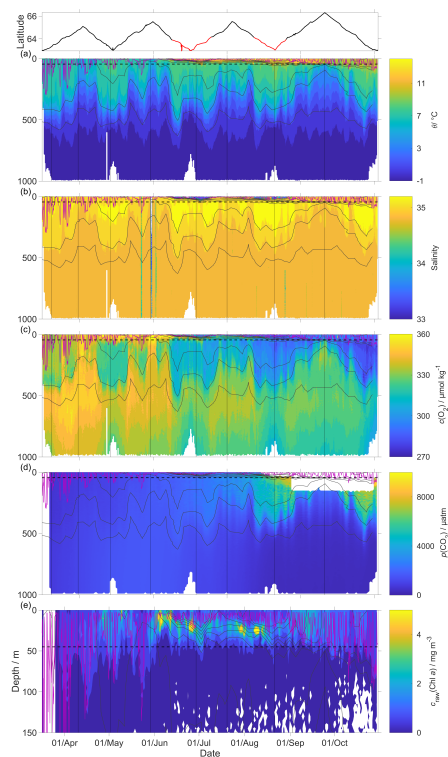 66
64
Latitude
(a)
0
500
1000
14
9
4
-1
θ/ °C
(b)
0
500
1000
35
34
33
Salinity
(c)
0
500
1000
360
330
300
270
c(O2) / µmol kg-1
(d)
0
500
1000
8000
4000
0
p(CO2) / µatm
(e)
0
50
100
150
Depth / m
4
2
0
craw(Chl a) / mg m-3
01/Apr 01/May 01/Jun 01/Jul 01/Aug 01/Sep 01/Oct
Date